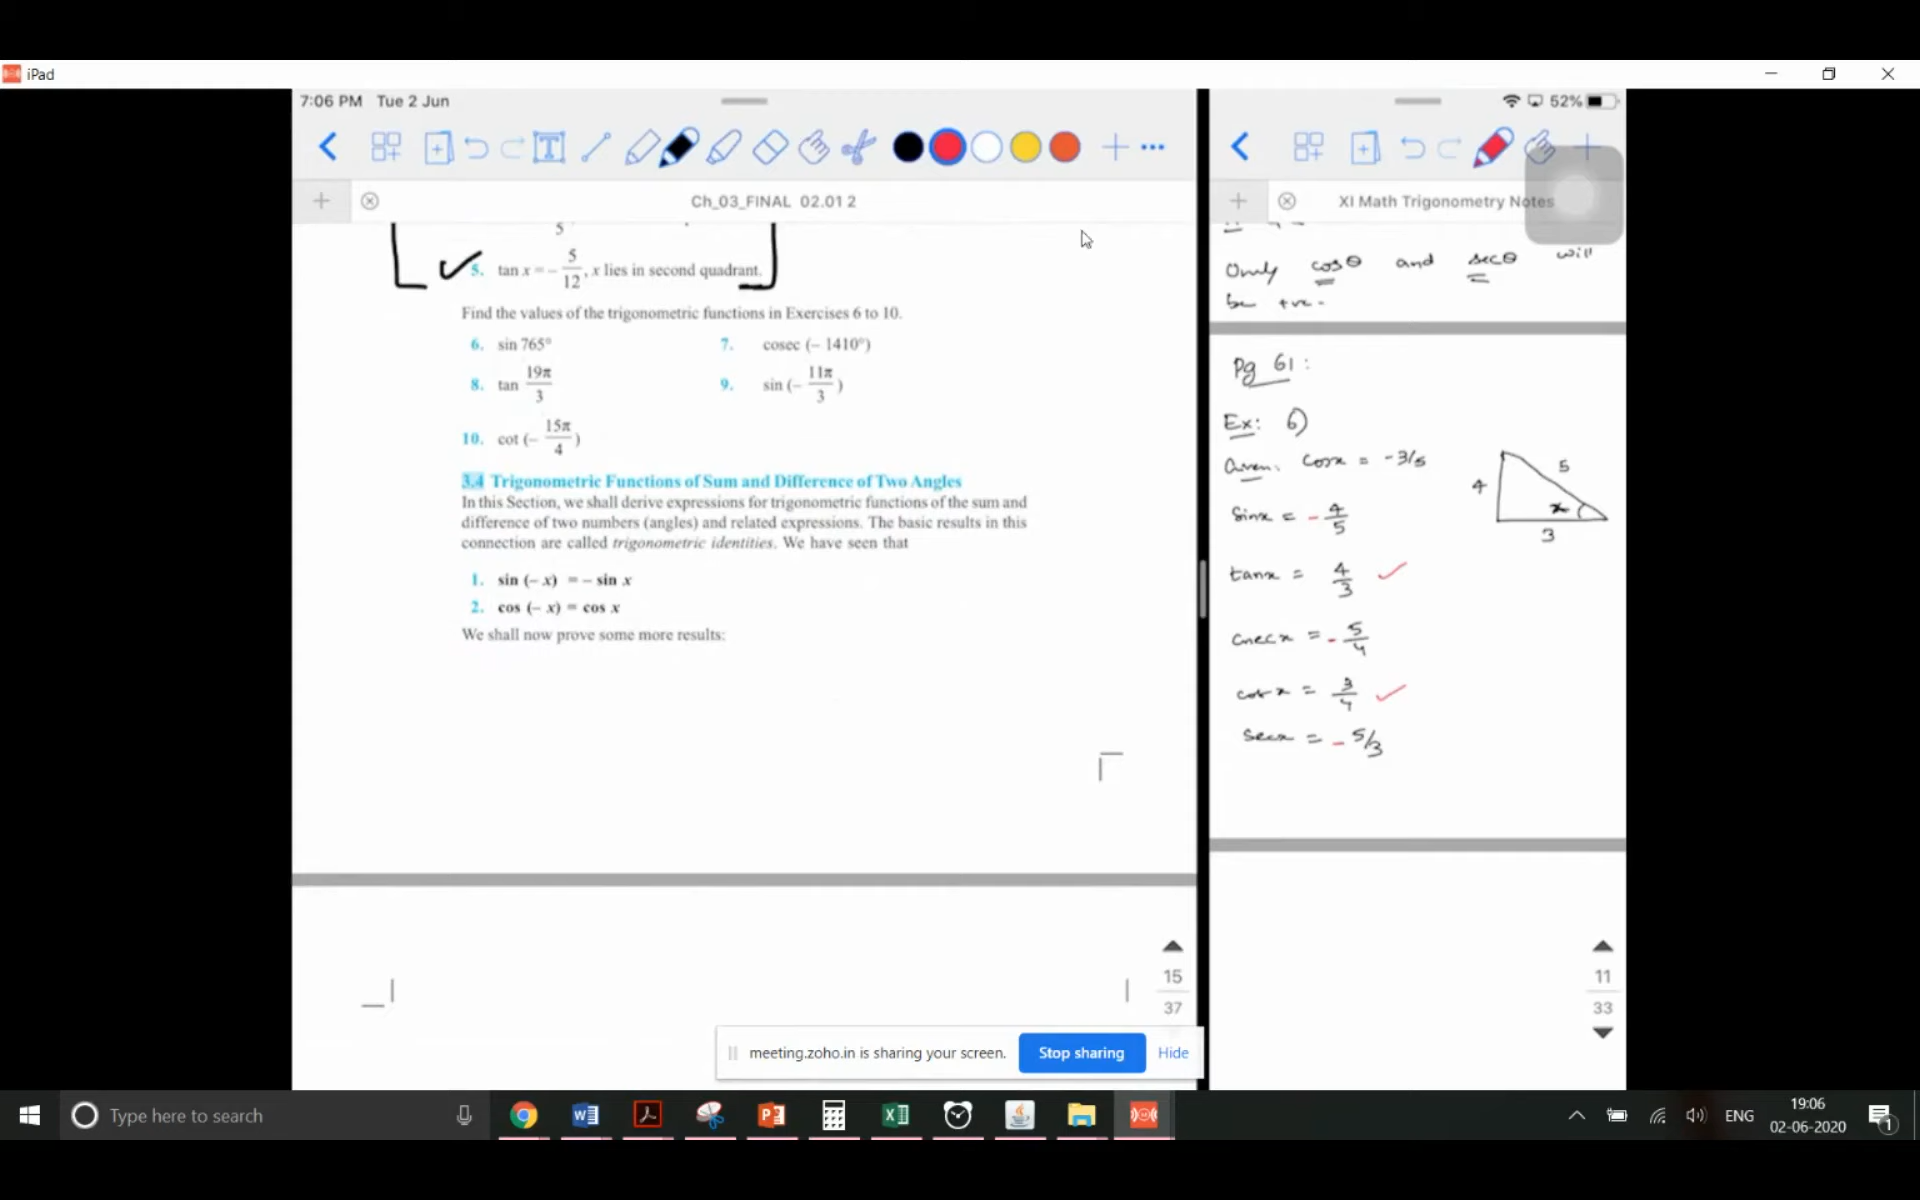 iPad
7:06 PM Tue 2 Jun
Ch_03_FINAL 02.01 2
5
5. tan x = – 5/12, x lies in second quadrant.
Find the values of the trigonometric functions in Exercises 6 to 10.
6. sin 765°
7. cosec (– 1410°)
8. tan 19π/3
9. sin (– 11π/3)
10. cot (– 15π/4)
3.4 Trigonometric Functions of Sum and Difference of Two Angles
In this Section, we shall derive expressions for trigonometric functions of the sum and
difference of two numbers (angles) and related expressions. The basic results in this
connection are called trigonometric identities. We have seen that
1. sin (– x) = – sin x
2. cos (– x) = cos x
We shall now prove some more results:
15
37
52%
XI Math Trigonometry Notes
Only cosθ and secθ will
be +ve -
Pg 61 :
Ex: 6)
Given. cosx = -3/5
sinx = - 4/5
tanx = 4/3
cosecx = - 5/4
cotx = 3/4
secx = - 5/3
4
5
x
3
11
33
meeting.zoho.in is sharing your screen. Stop sharing Hide
Type here to search
ENG
19:06
02-06-2020
1